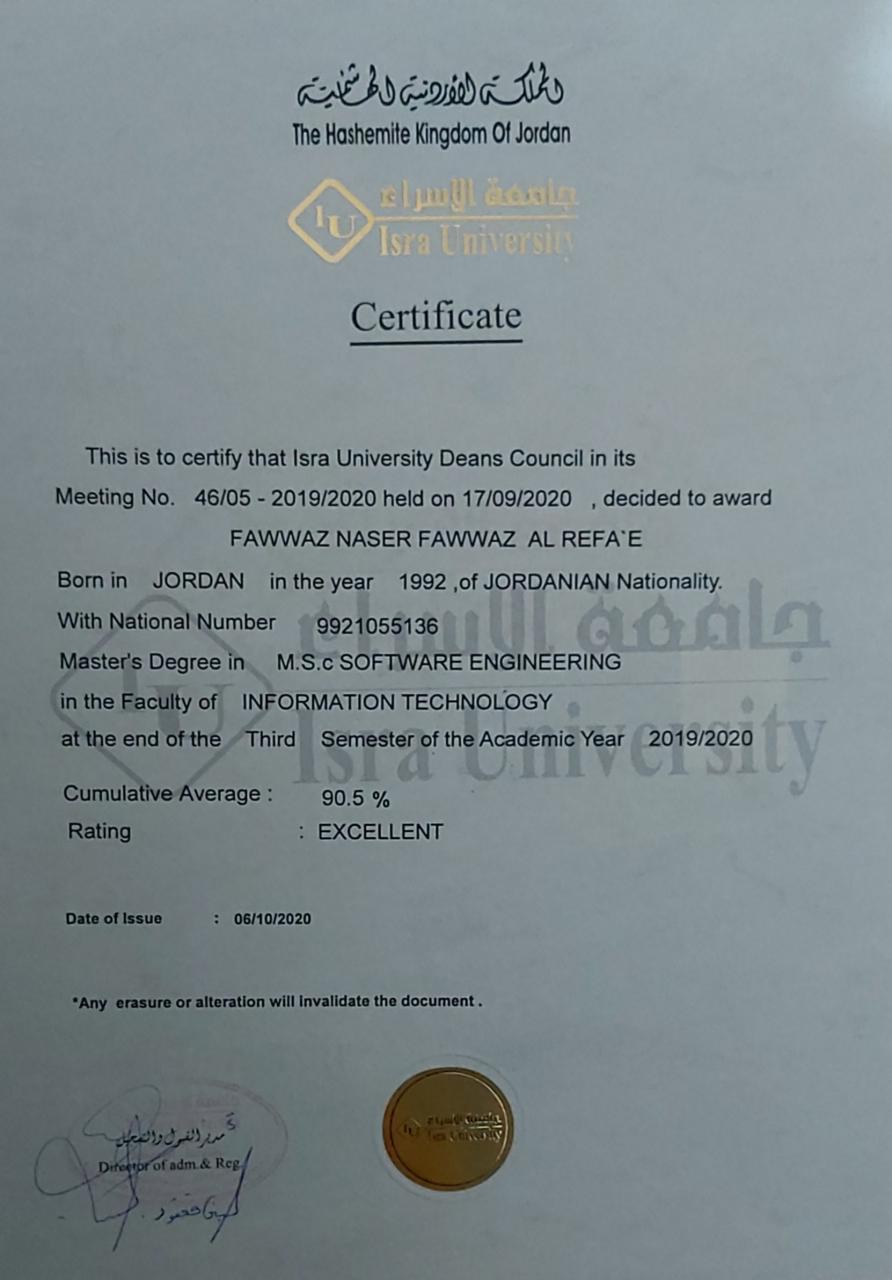 المملكة الأردنية الهاشمية
The Hashemite Kingdom Of Jordan
جامعة الإسراء
IU
Isra University
Certificate
This is to certify that Isra University Deans Council in its
Meeting No. 46/05 - 2019/2020 held on 17/09/2020 , decided to award
FAWWAZ NASER FAWWAZ AL REFA`E
Born in JORDAN in the year 1992 ,of JORDANIAN Nationality.
With National Number 9921055136
Master's Degree in M.S.c SOFTWARE ENGINEERING
in the Faculty of INFORMATION TECHNOLOGY
at the end of the Third Semester of the Academic Year 2019/2020
Cumulative Average : 90.5 %
Rating : EXCELLENT
جامعة الإسراء
IU
Isra University
Date of Issue : 06/10/2020
*Any erasure or alteration will invalidate the document .
مدير القبول والتسجيل
Director of adm.& Reg
جامعة الإسراء
IU Isra University